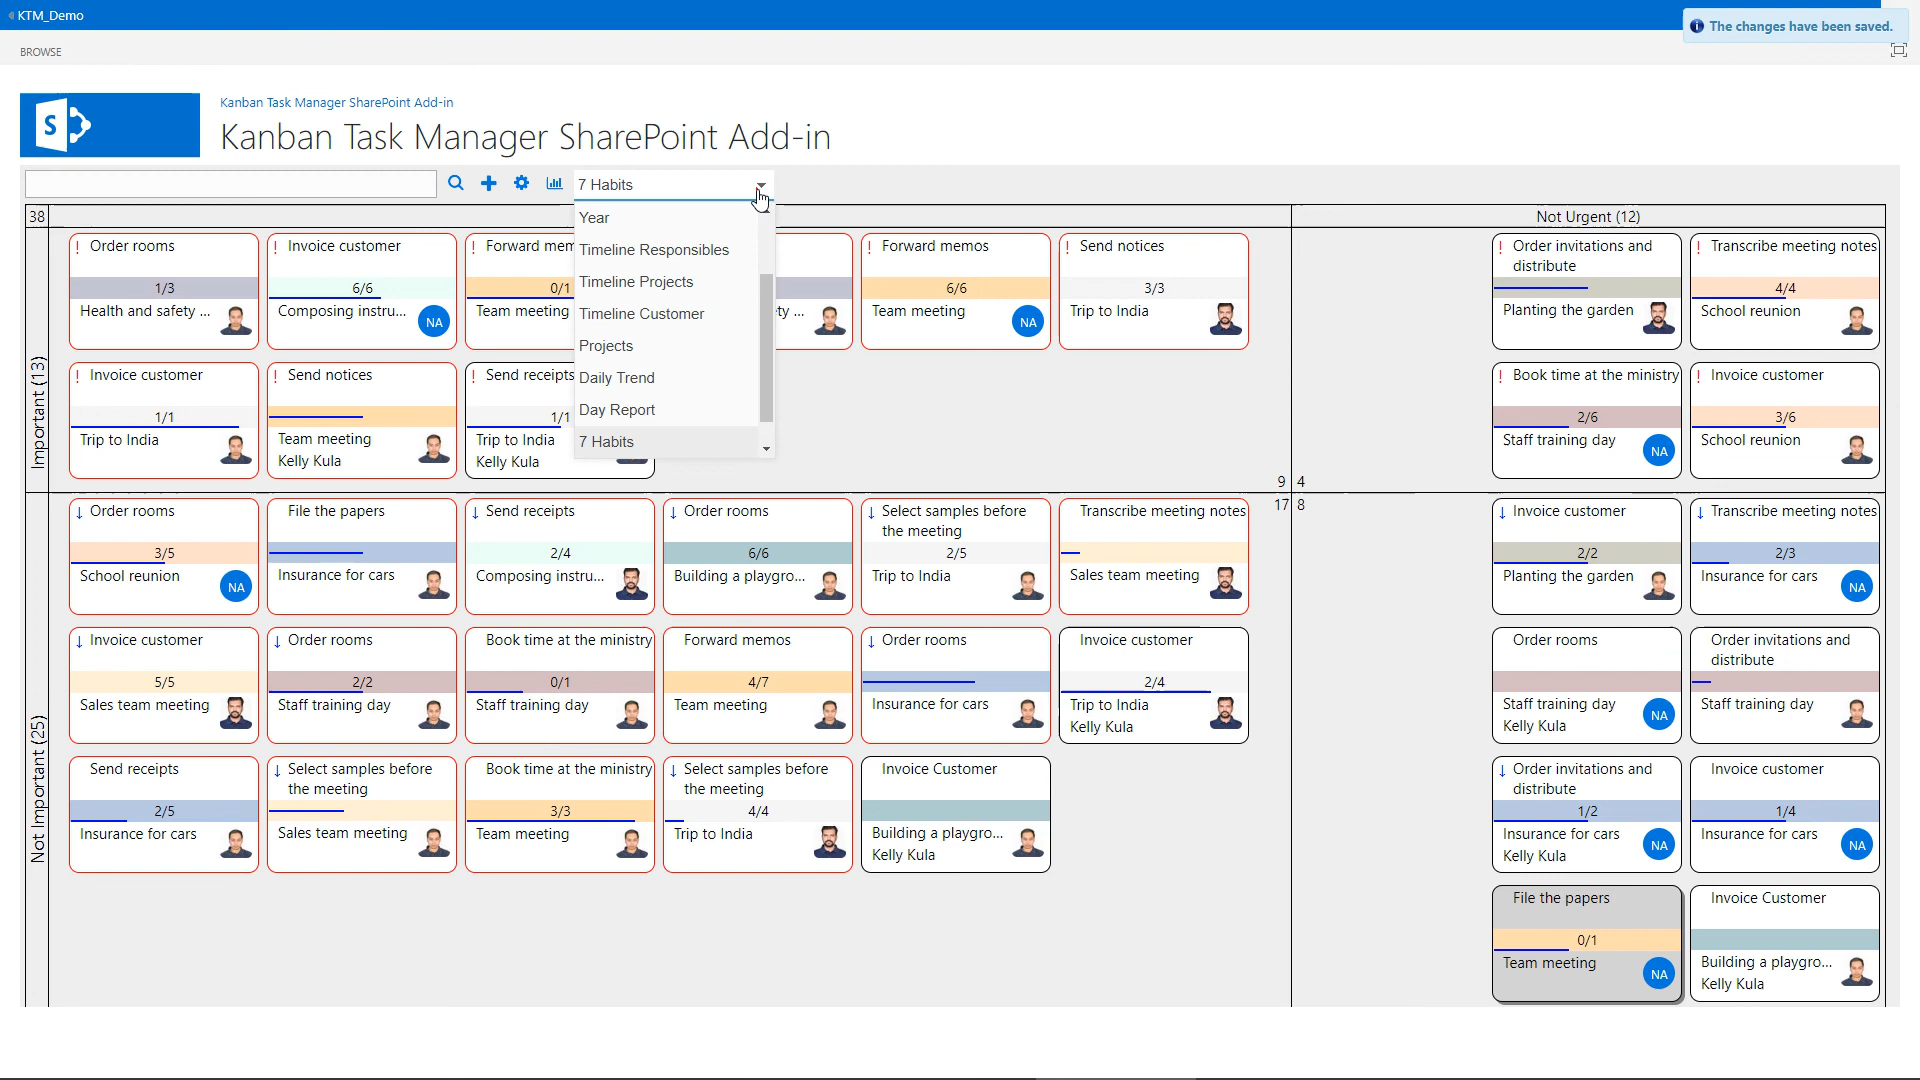 KTM_Demo
The changes have been saved.
BROWSE
S
Kanban Task Manager SharePoint Add-in
Kanban Task Manager SharePoint Add-in
7 Habits
Year
Timeline Responsibles
Timeline Projects
Timeline Customer
Projects
Daily Trend
Day Report
7 Habits
38
Not Urgent (12)
Important (13)
Order rooms
1/3
Health and safety ...
Invoice customer
6/6
Composing instru...
NA
Forward mem
0/1
Team meeting
ty ...
Forward memos
6/6
Team meeting
NA
Send notices
3/3
Trip to India
Order invitations and
distribute
Planting the garden
Transcribe meeting notes
4/4
School reunion
Invoice customer
1/1
Trip to India
Send notices
Team meeting
Kelly Kula
Send receipts
1/1
Trip to India
Kelly Kula
Book time at the ministry
2/6
Staff training day
NA
Invoice customer
3/6
School reunion
9 4
17 8
Not Important (25)
Order rooms
3/5
School reunion
NA
File the papers
Insurance for cars
Send receipts
2/4
Composing instru...
Order rooms
6/6
Building a playgro...
Select samples before
the meeting
2/5
Trip to India
Transcribe meeting notes
Sales team meeting
Invoice customer
2/2
Planting the garden
Transcribe meeting notes
2/3
Insurance for cars
NA
Invoice customer
5/5
Sales team meeting
Order rooms
2/2
Staff training day
Book time at the ministry
0/1
Staff training day
Forward memos
4/7
Team meeting
Order rooms
Insurance for cars
Invoice customer
2/4
Trip to India
Kelly Kula
Order rooms
Staff training day
Kelly Kula
NA
Order invitations and
distribute
Staff training day
Send receipts
2/5
Insurance for cars
Select samples before
the meeting
Sales team meeting
Book time at the ministry
3/3
Team meeting
Select samples before
the meeting
4/4
Trip to India
Invoice Customer
Building a playgro...
Kelly Kula
Order invitations and
distribute
1/2
Insurance for cars
Kelly Kula
NA
Invoice customer
1/4
Insurance for cars
NA
File the papers
0/1
Team meeting
NA
Invoice Customer
Building a playgro...
Kelly Kula